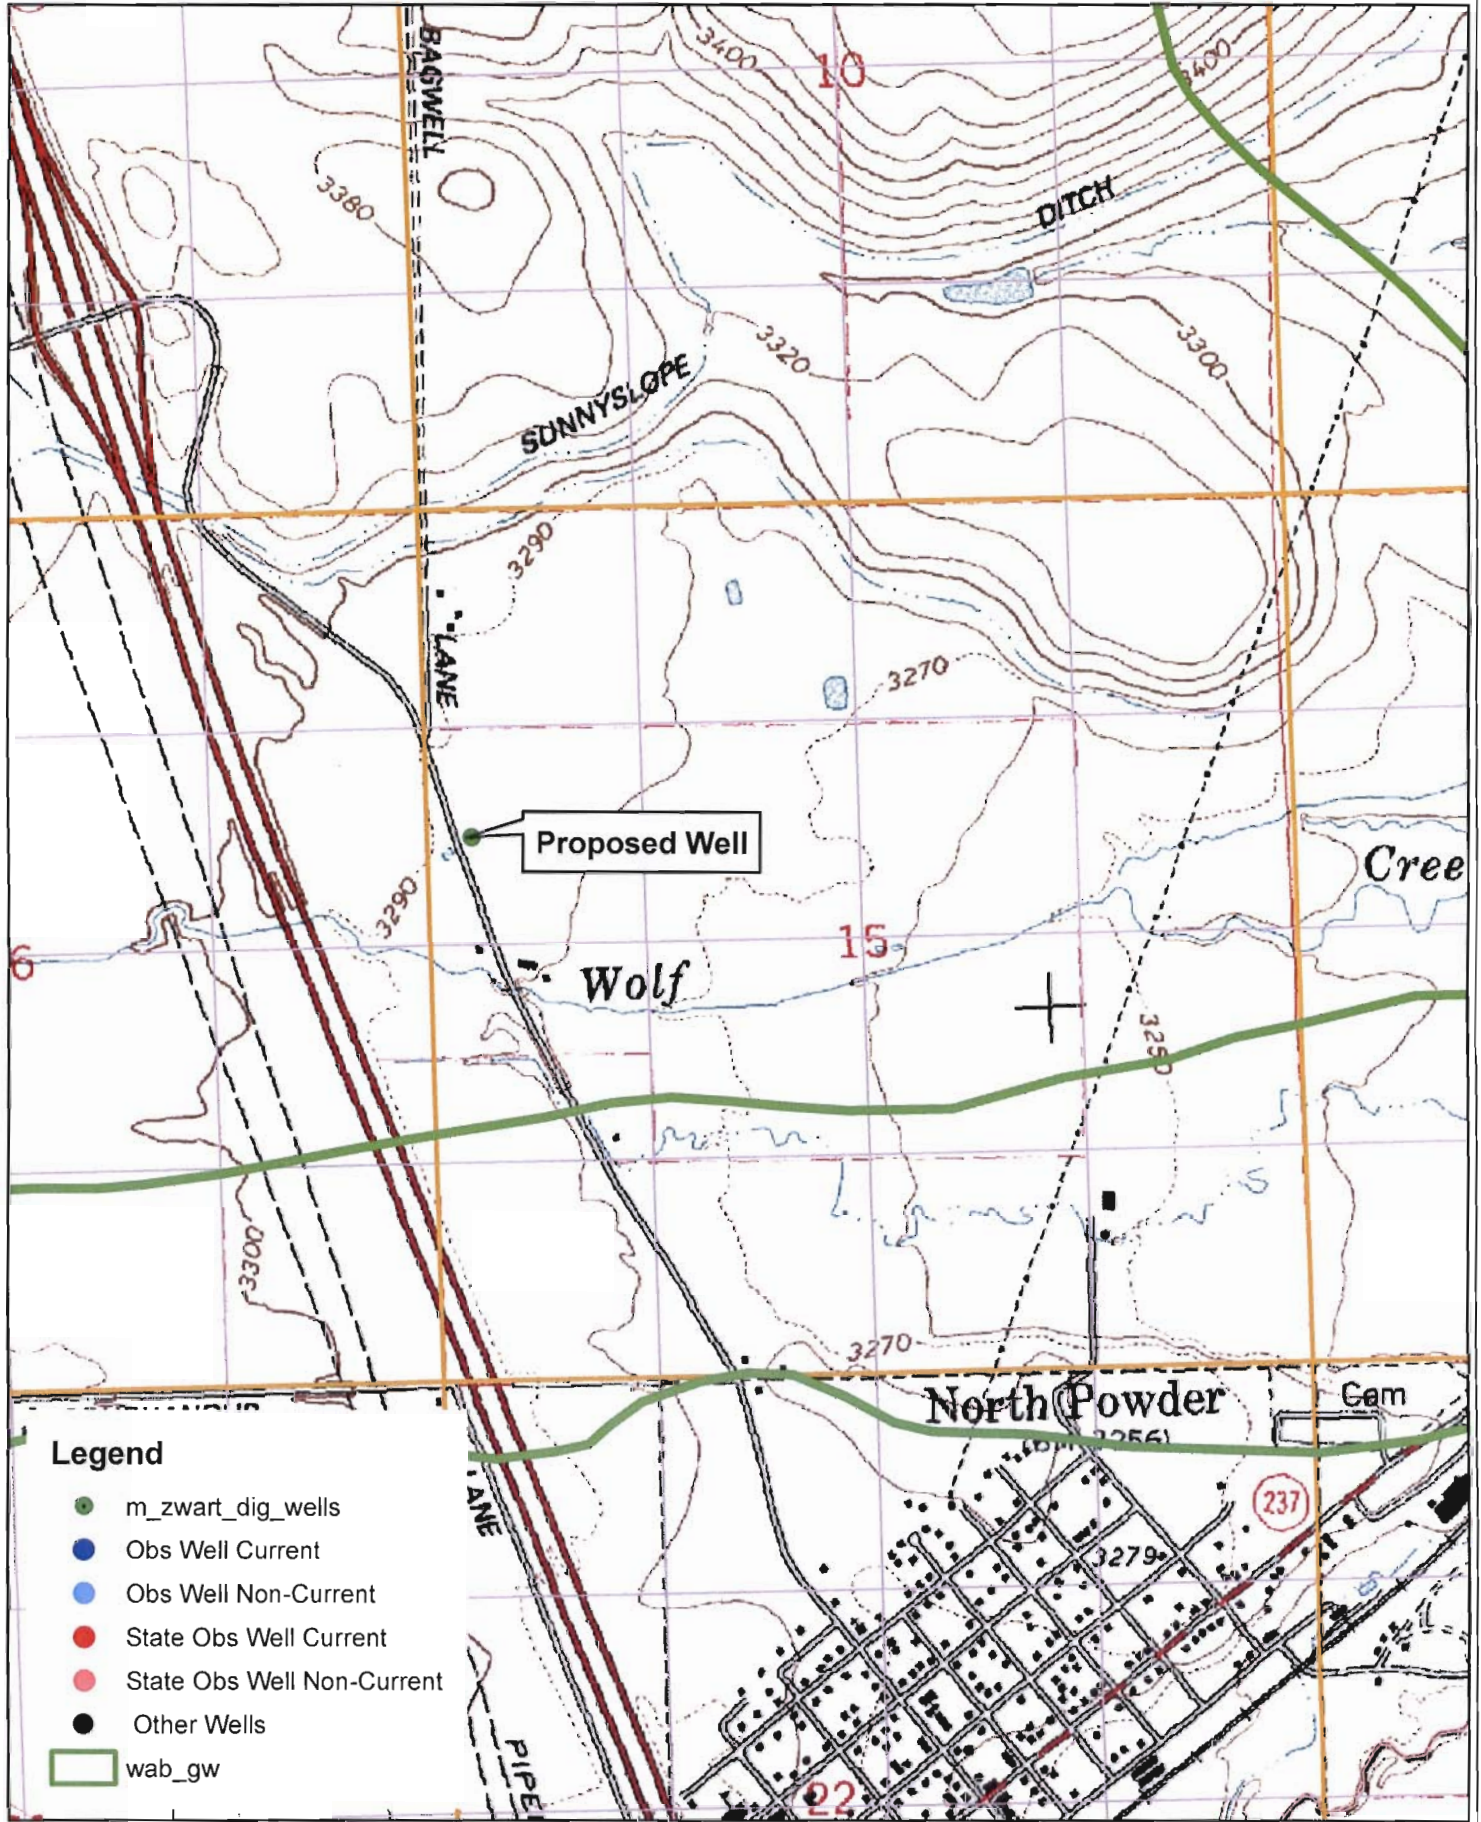 3400
10
3400
BAGWELL
3380
DITCH
3320
3300
SUNNYSLOPE
3290
LANE
3270
Proposed Well
Cree
3290
6
15
Wolf
3250
3300
3270
North Powder
Cem
237
3279
LANE
PIPE
22
Legend
m_zwart_dig_wells
Obs Well Current
Obs Well Non-Current
State Obs Well Current
State Obs Well Non-Current
Other Wells
wab_gw